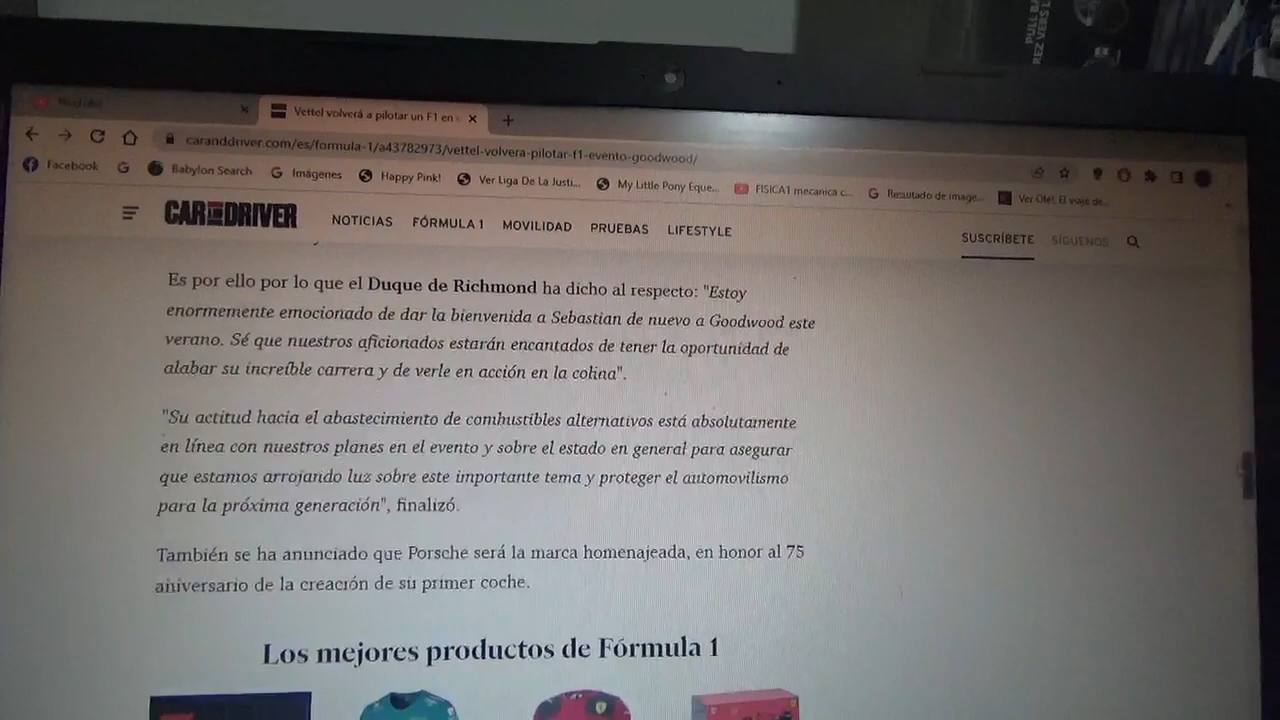 PULL BA
REZ VERS L
Vettel volverá a pilotar un F1 en
caranddriver.com/es/formula-1/a43782973/vettel-volvera-pilotar-f1-evento-goodwood/
Facebook
Babylon Search
Imágenes
Happy Pink!
Ver Liga De La Justi...
My Little Pony Eque...
FISICA1 mecanica c...
Resutado de image...
Ver Olé!, El viaje de...
CAR AND DRIVER
NOTICIAS FÓRMULA 1 MOVILIDAD PRUEBAS LIFESTYLE
SUSCRÍBETE SÍGUENOS
Es por ello por lo que el Duque de Richmond ha dicho al respecto: "Estoy
enormemente emocionado de dar la bienvenida a Sebastian de nuevo a Goodwood este
verano. Sé que nuestros aficionados estarán encantados de tener la oportunidad de
alabar su increíble carrera y de verle en acción en la colina".
"Su actitud hacia el abastecimiento de combustibles alternativos está absolutamente
en línea con nuestros planes en el evento y sobre el estado en general para asegurar
que estamos arrojando luz sobre este importante tema y proteger el automovilismo
para la próxima generación", finalizó.
También se ha anunciado que Porsche será la marca homenajeada, en honor al 75
aniversario de la creación de su primer coche.
Los mejores productos de Fórmula 1